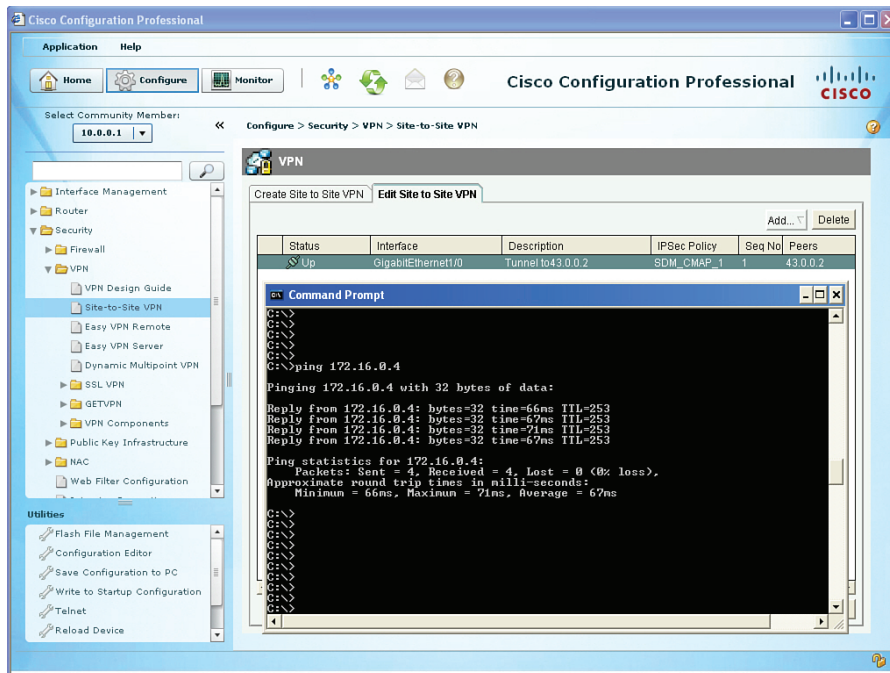 Cisco Configuration Professional
Application Help
Home Configure Monitor Cisco Configuration Professional CISCO
Select Community Member:
10.0.0.1
Configure > Security > VPN > Site-to-Site VPN
VPN
Interface Management
Router
Security
Firewall
VPN
VPN Design Guide
Site-to-Site VPN
Easy VPN Remote
Easy VPN Server
Dynamic Multipoint VPN
SSL VPN
GETVPN
VPN Components
Public Key Infrastructure
NAC
Web Filter Configuration
Utilities
Flash File Management
Configuration Editor
Save Configuration to PC
Write to Startup Configuration
Telnet
Reload Device
Create Site to Site VPN Edit Site to Site VPN
Add... Delete
Status Interface Description IPSec Policy Seq No Peers
Up GigabitEthernet1/0 Tunnel to43.0.0.2 SDM_CMAP_1 1 43.0.0.2
Command Prompt
C:\>
C:\>
C:\>
C:\>
C:\>
C:\>ping 172.16.0.4
Pinging 172.16.0.4 with 32 bytes of data:
Reply from 172.16.0.4: bytes=32 time=66ms TTL=253
Reply from 172.16.0.4: bytes=32 time=67ms TTL=253
Reply from 172.16.0.4: bytes=32 time=71ms TTL=253
Reply from 172.16.0.4: bytes=32 time=67ms TTL=253
Ping statistics for 172.16.0.4:
Packets: Sent = 4, Received = 4, Lost = 0 (0% loss),
Approximate round trip times in milli-seconds:
Minimum = 66ms, Maximum = 71ms, Average = 67ms
C:\>
C:\>
C:\>
C:\>
C:\>
C:\>
C:\>
C:\>
C:\>
C:\>